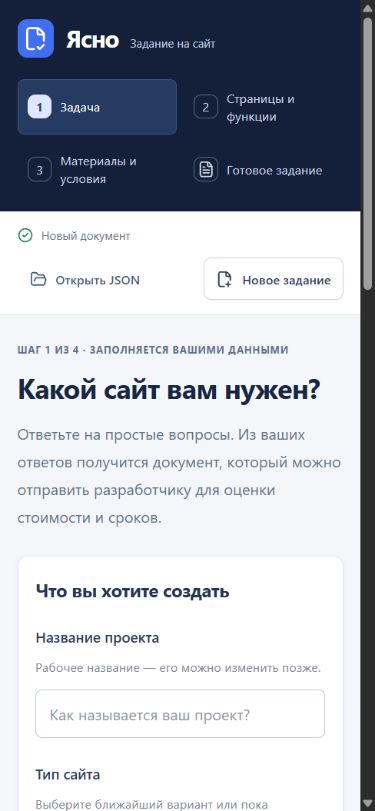 Ясно Задание на сайт
1 Задача
2 Страницы и
функции
3 Материалы и
условия
Готовое задание
Новый документ
Открыть JSON
Новое задание
ШАГ 1 ИЗ 4 · ЗАПОЛНЯЕТСЯ ВАШИМИ ДАННЫМИ
Какой сайт вам нужен?
Ответьте на простые вопросы. Из ваших
ответов получится документ, который можно
отправить разработчику для оценки
стоимости и сроков.
Что вы хотите создать
Название проекта
Рабочее название — его можно изменить позже.
Как называется ваш проект?
Тип сайта
Выберите ближайший вариант или пока